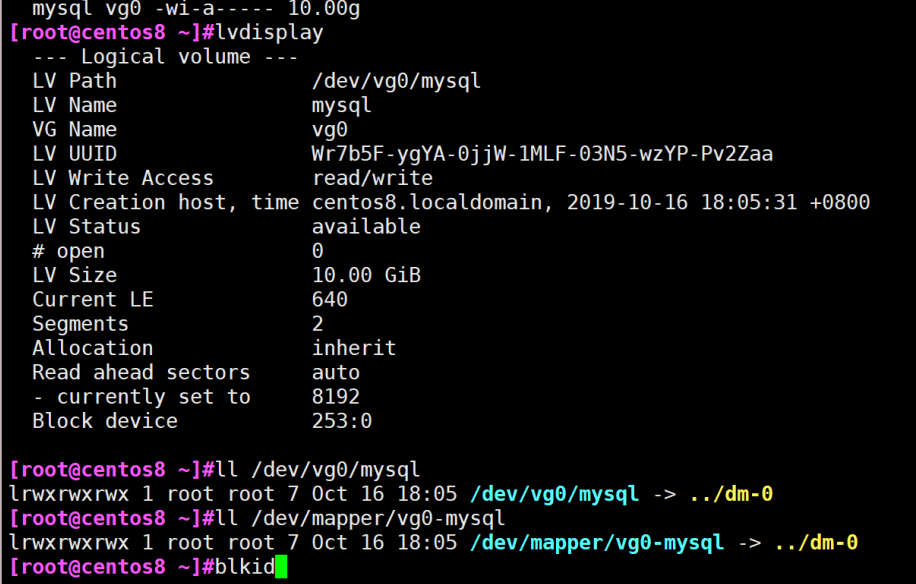 mysql vg0 -wi-a----- 10.00g
[root@centos8 ~]#lvdisplay
--- Logical volume ---
LV Path                /dev/vg0/mysql
LV Name                mysql
VG Name                vg0
LV UUID                Wr7b5F-ygYA-0jjW-1MLF-03N5-wzYP-Pv2Zaa
LV Write Access        read/write
LV Creation host, time centos8.localdomain, 2019-10-16 18:05:31 +0800
LV Status              available
# open                 0
LV Size                10.00 GiB
Current LE             640
Segments               2
Allocation             inherit
Read ahead sectors     auto
- currently set to     8192
Block device           253:0
[root@centos8 ~]#ll /dev/vg0/mysql
lrwxrwxrwx 1 root root 7 Oct 16 18:05 /dev/vg0/mysql -> ../dm-0
[root@centos8 ~]#ll /dev/mapper/vg0-mysql
lrwxrwxrwx 1 root root 7 Oct 16 18:05 /dev/mapper/vg0-mysql -> ../dm-0
[root@centos8 ~]#blkid